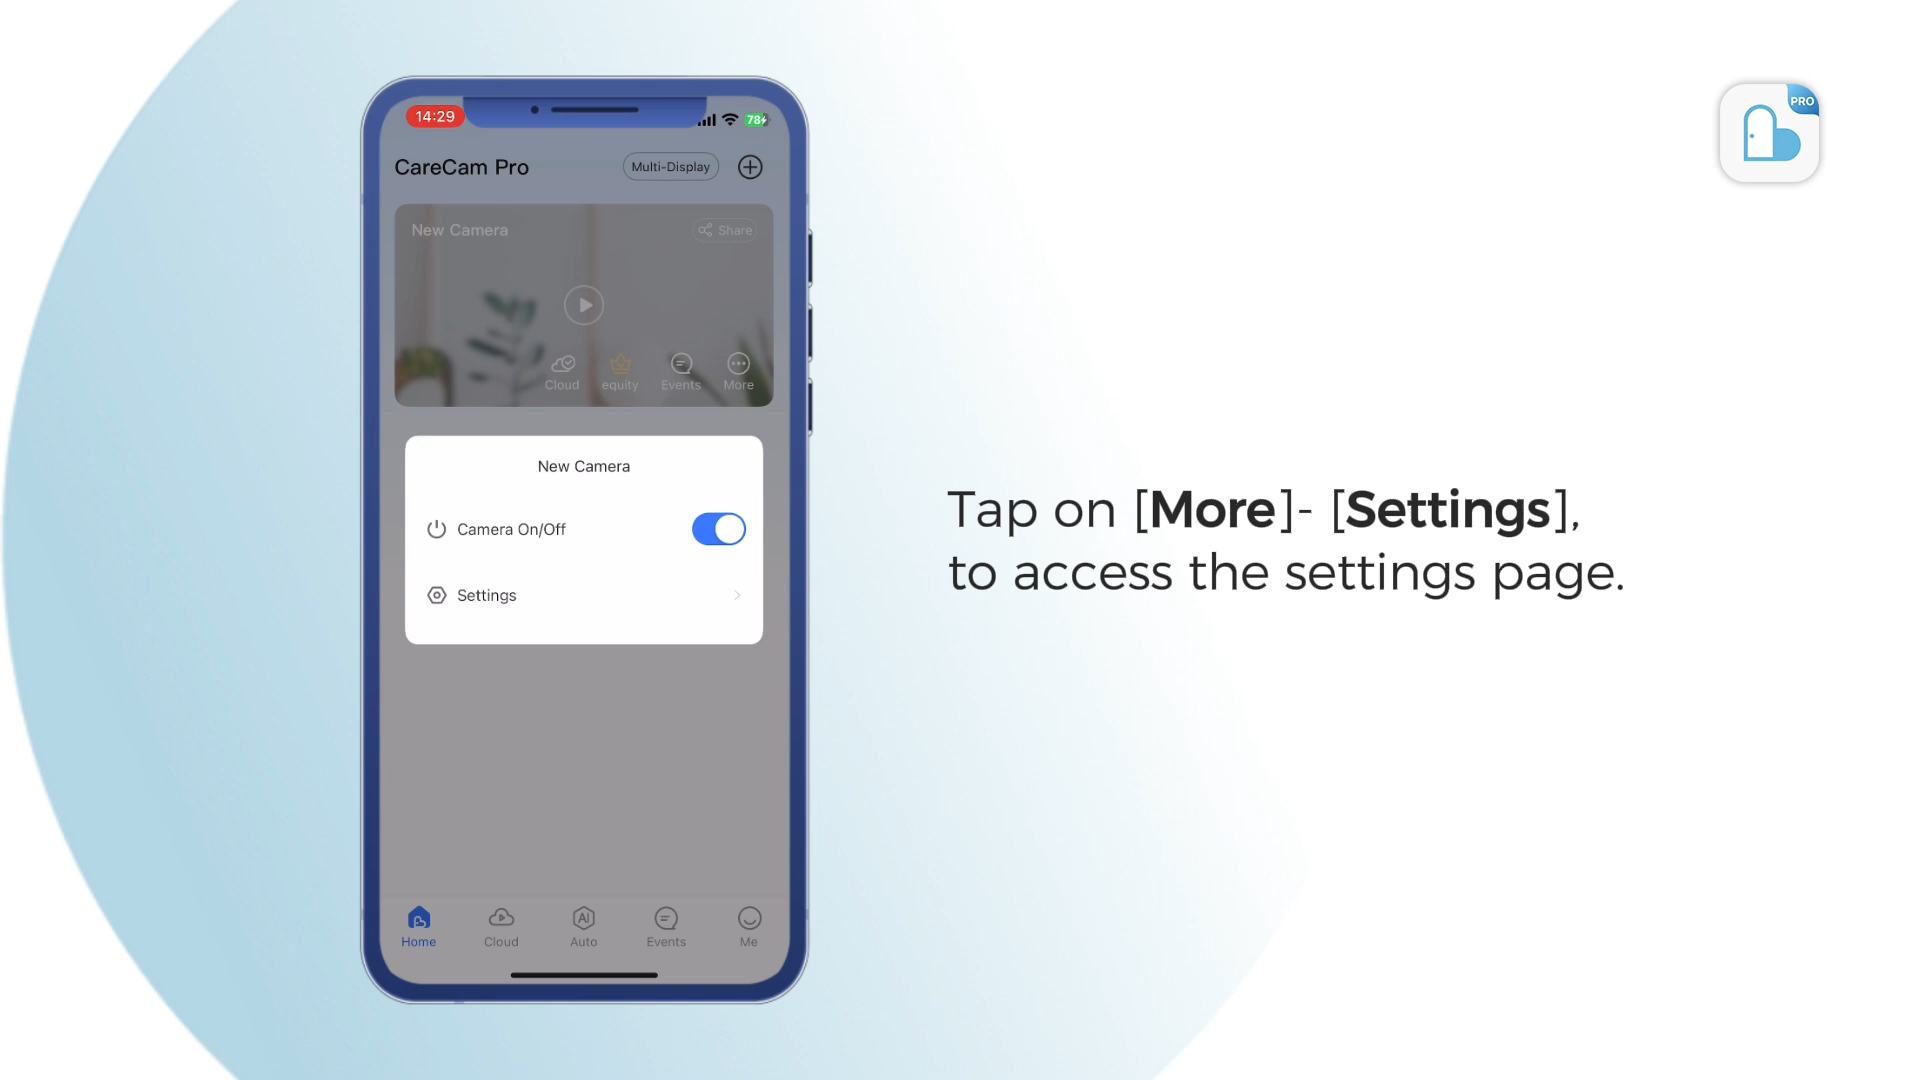 14:29
78
CareCam Pro
Multi-Display
New Camera
Share
Cloud
equity
Events
More
New Camera
Camera On/Off
Settings
Home
Cloud
AI
Auto
Events
Me
Tap on [More]- [Settings],
to access the settings page.
PRO